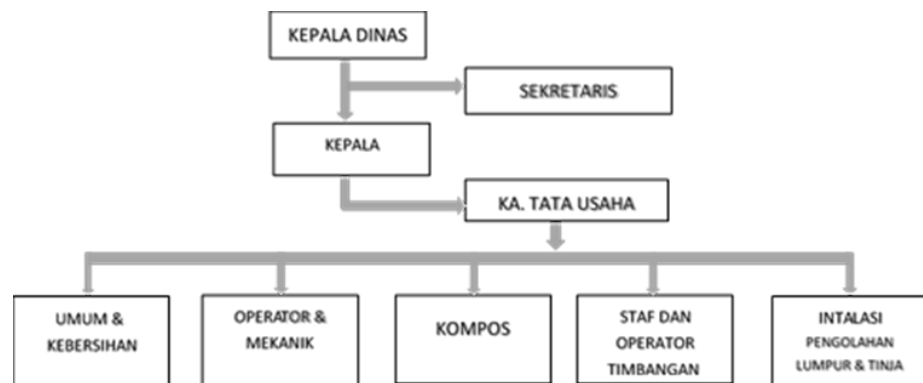 KEPALA DINAS
SEKRETARIS
KEPALA
KA. TATA USAHA
UMUM &
KEBERSIHAN
OPERATOR &
MEKANIK
KOMPOS
STAF DAN
OPERATOR
TIMBANGAN
INTALASI
PENGOLAHAN
LUMPUR & TINJA